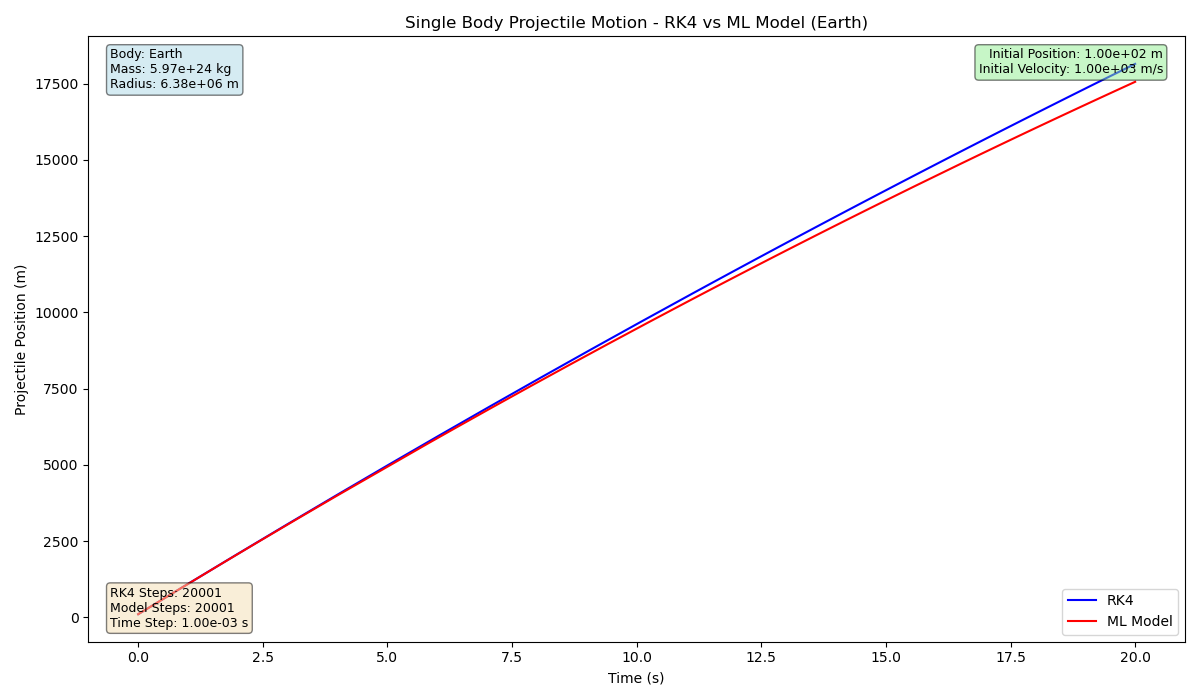 Single Body Projectile Motion - RK4 vs ML Model (Earth)
Body: Earth
Mass: 5.97e+24 kg
Radius: 6.38e+06 m
Initial Position: 1.00e+02 m
Initial Velocity: 1.00e+03 m/s
Projectile Position (m)
17500
15000
12500
10000
7500
5000
2500
0
RK4 Steps: 20001
Model Steps: 20001
Time Step: 1.00e-03 s
RK4
ML Model
0.0 2.5 5.0 7.5 10.0 12.5 15.0 17.5 20.0
Time (s)